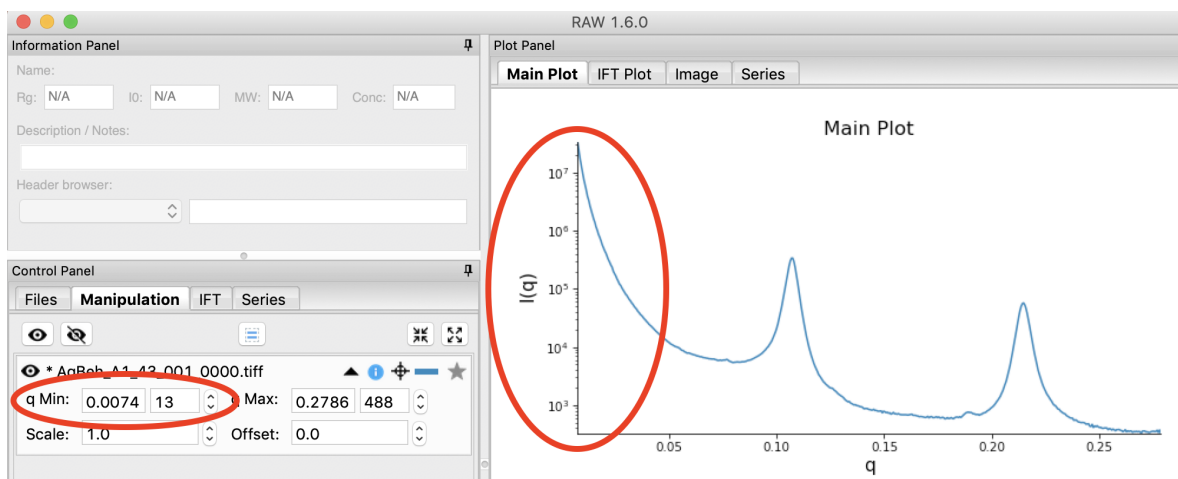 RAW 1.6.0
Information Panel
Name:
Rg: N/A I0: N/A MW: N/A Conc: N/A
Description / Notes:
Header browser:
Control Panel
Files Manipulation IFT Series
* AgBeh_A1_43_001_0000.tiff
q Min: 0.0074 13 q Max: 0.2786 488
Scale: 1.0 Offset: 0.0
Plot Panel
Main Plot IFT Plot Image Series
Main Plot
I(q)
10⁷
10⁶
10⁵
10⁴
10³
0.05 0.10 0.15 0.20 0.25
q